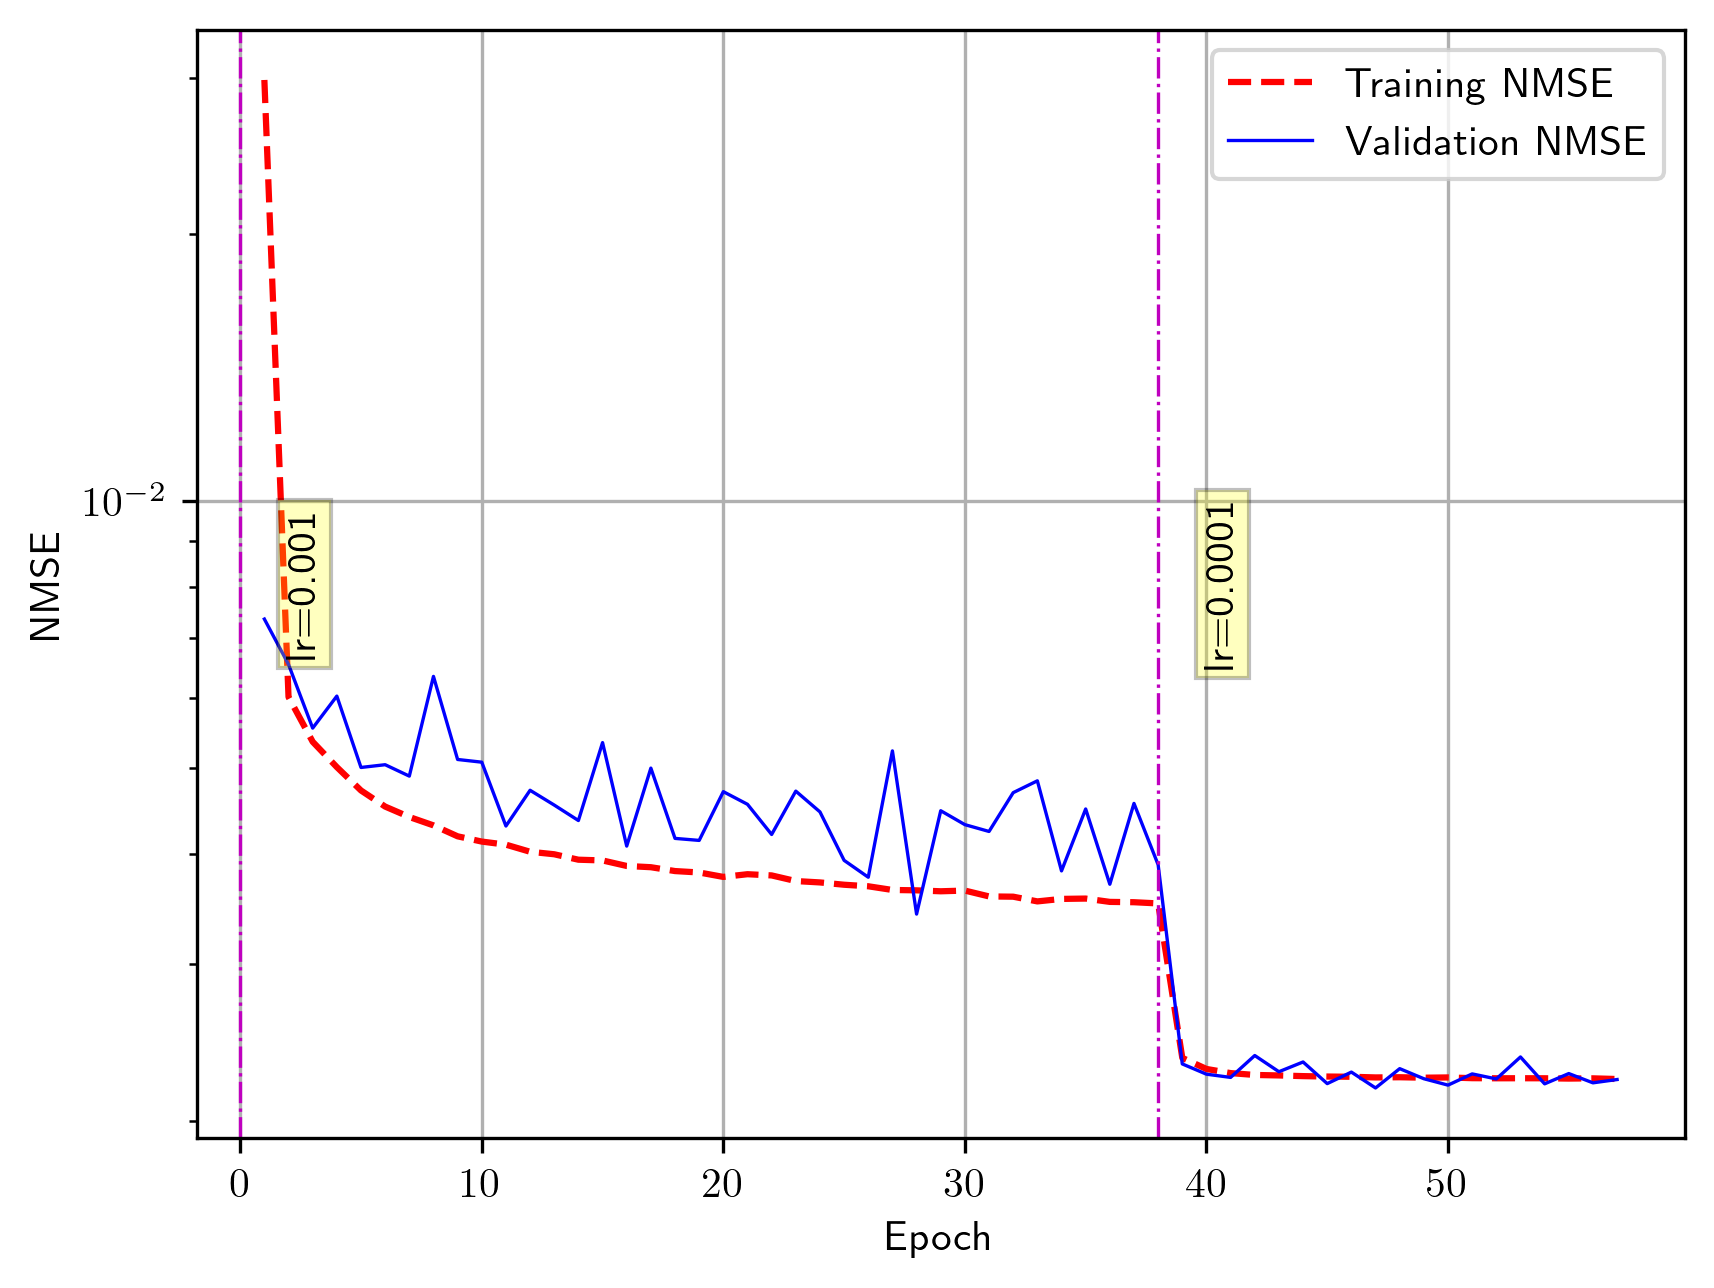 Training NMSE
Validation NMSE
10⁻²
NMSE
lr=0.001
lr=0.0001
0 10 20 30 40 50
Epoch